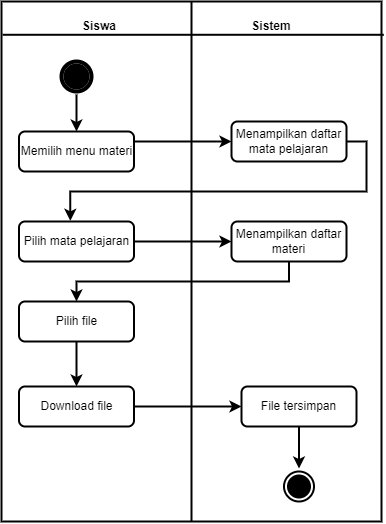 Siswa
Sistem
Memilih menu materi
Menampilkan daftar
mata pelajaran
Pilih mata pelajaran
Menampilkan daftar
materi
Pilih file
Download file
File tersimpan